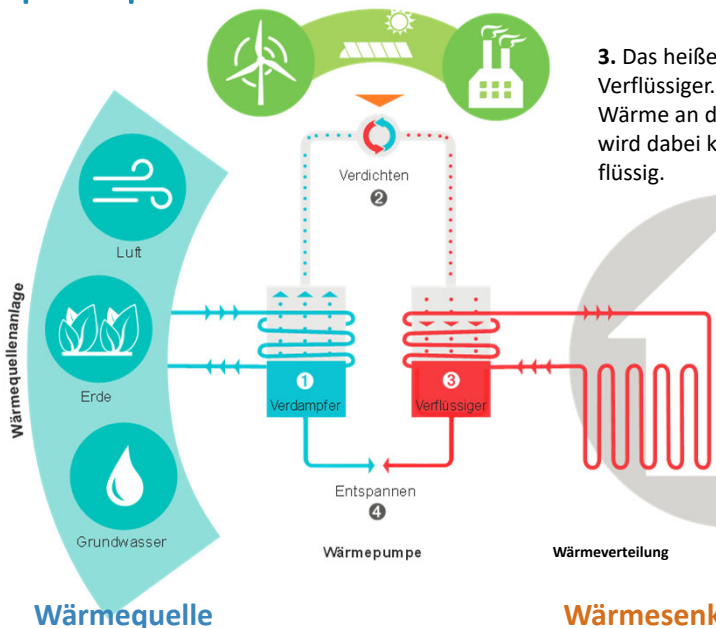 3. Das heiße
Verflüssiger.
Wärme an d
wird dabei k
flüssig.
Verdichten
2
Luft
Wärmequellenanlage
Erde
1
Verdampfer
3
Verflüssiger
Entspannen
4
Grundwasser
Wärmepumpe
Wärmeverteilung
Wärmequelle
Wärmesenk